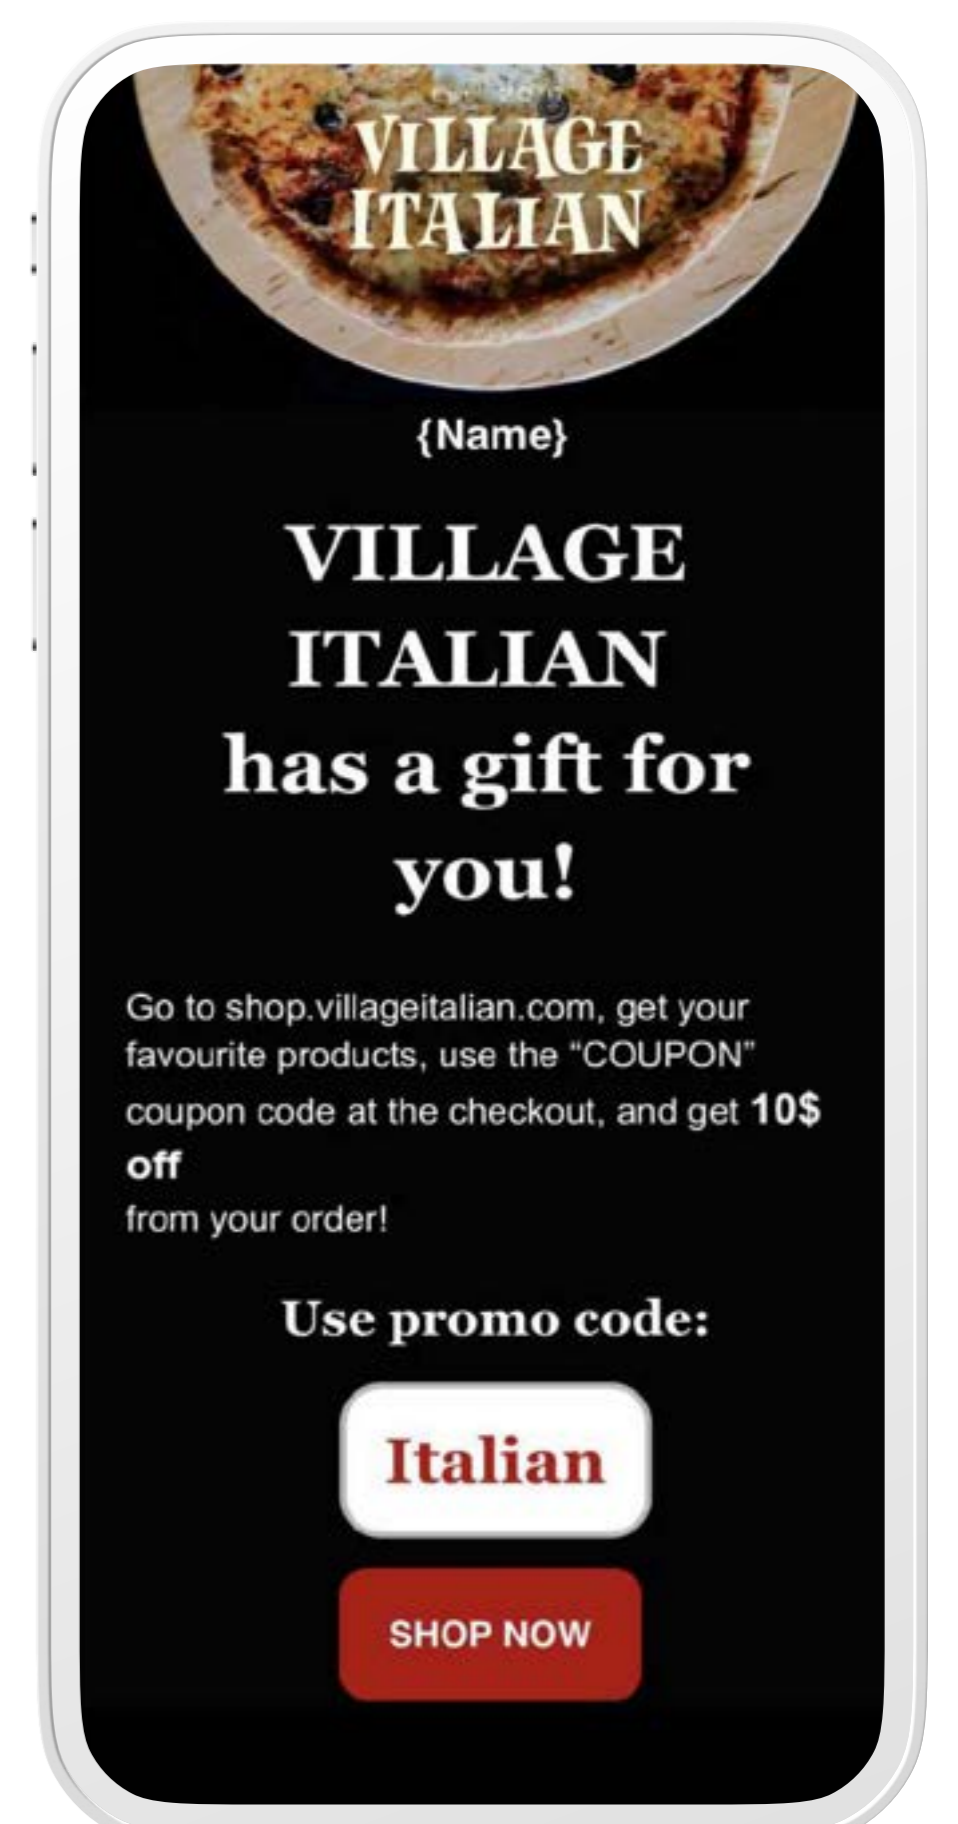 VILLAGE
ITALIAN
{Name}
VILLAGE
ITALIAN
has a gift for
you!
Go to shop.villageitalian.com, get your
favourite products, use the “COUPON”
coupon code at the checkout, and get 10$
off
from your order!
Use promo code:
Italian
SHOP NOW